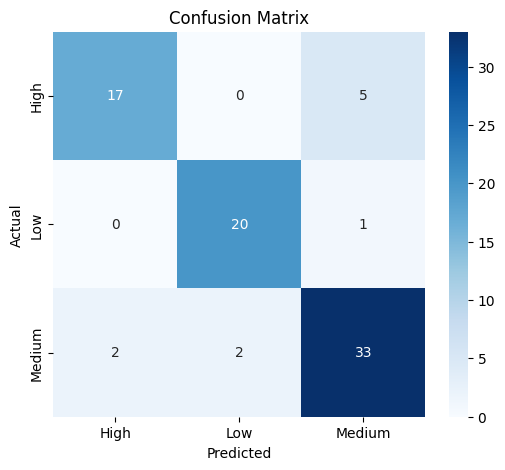 Confusion Matrix
High 17 0 5
Low 0 20 1
Medium 2 2 33
Actual
High Low Medium
Predicted
30
25
20
15
10
5
0